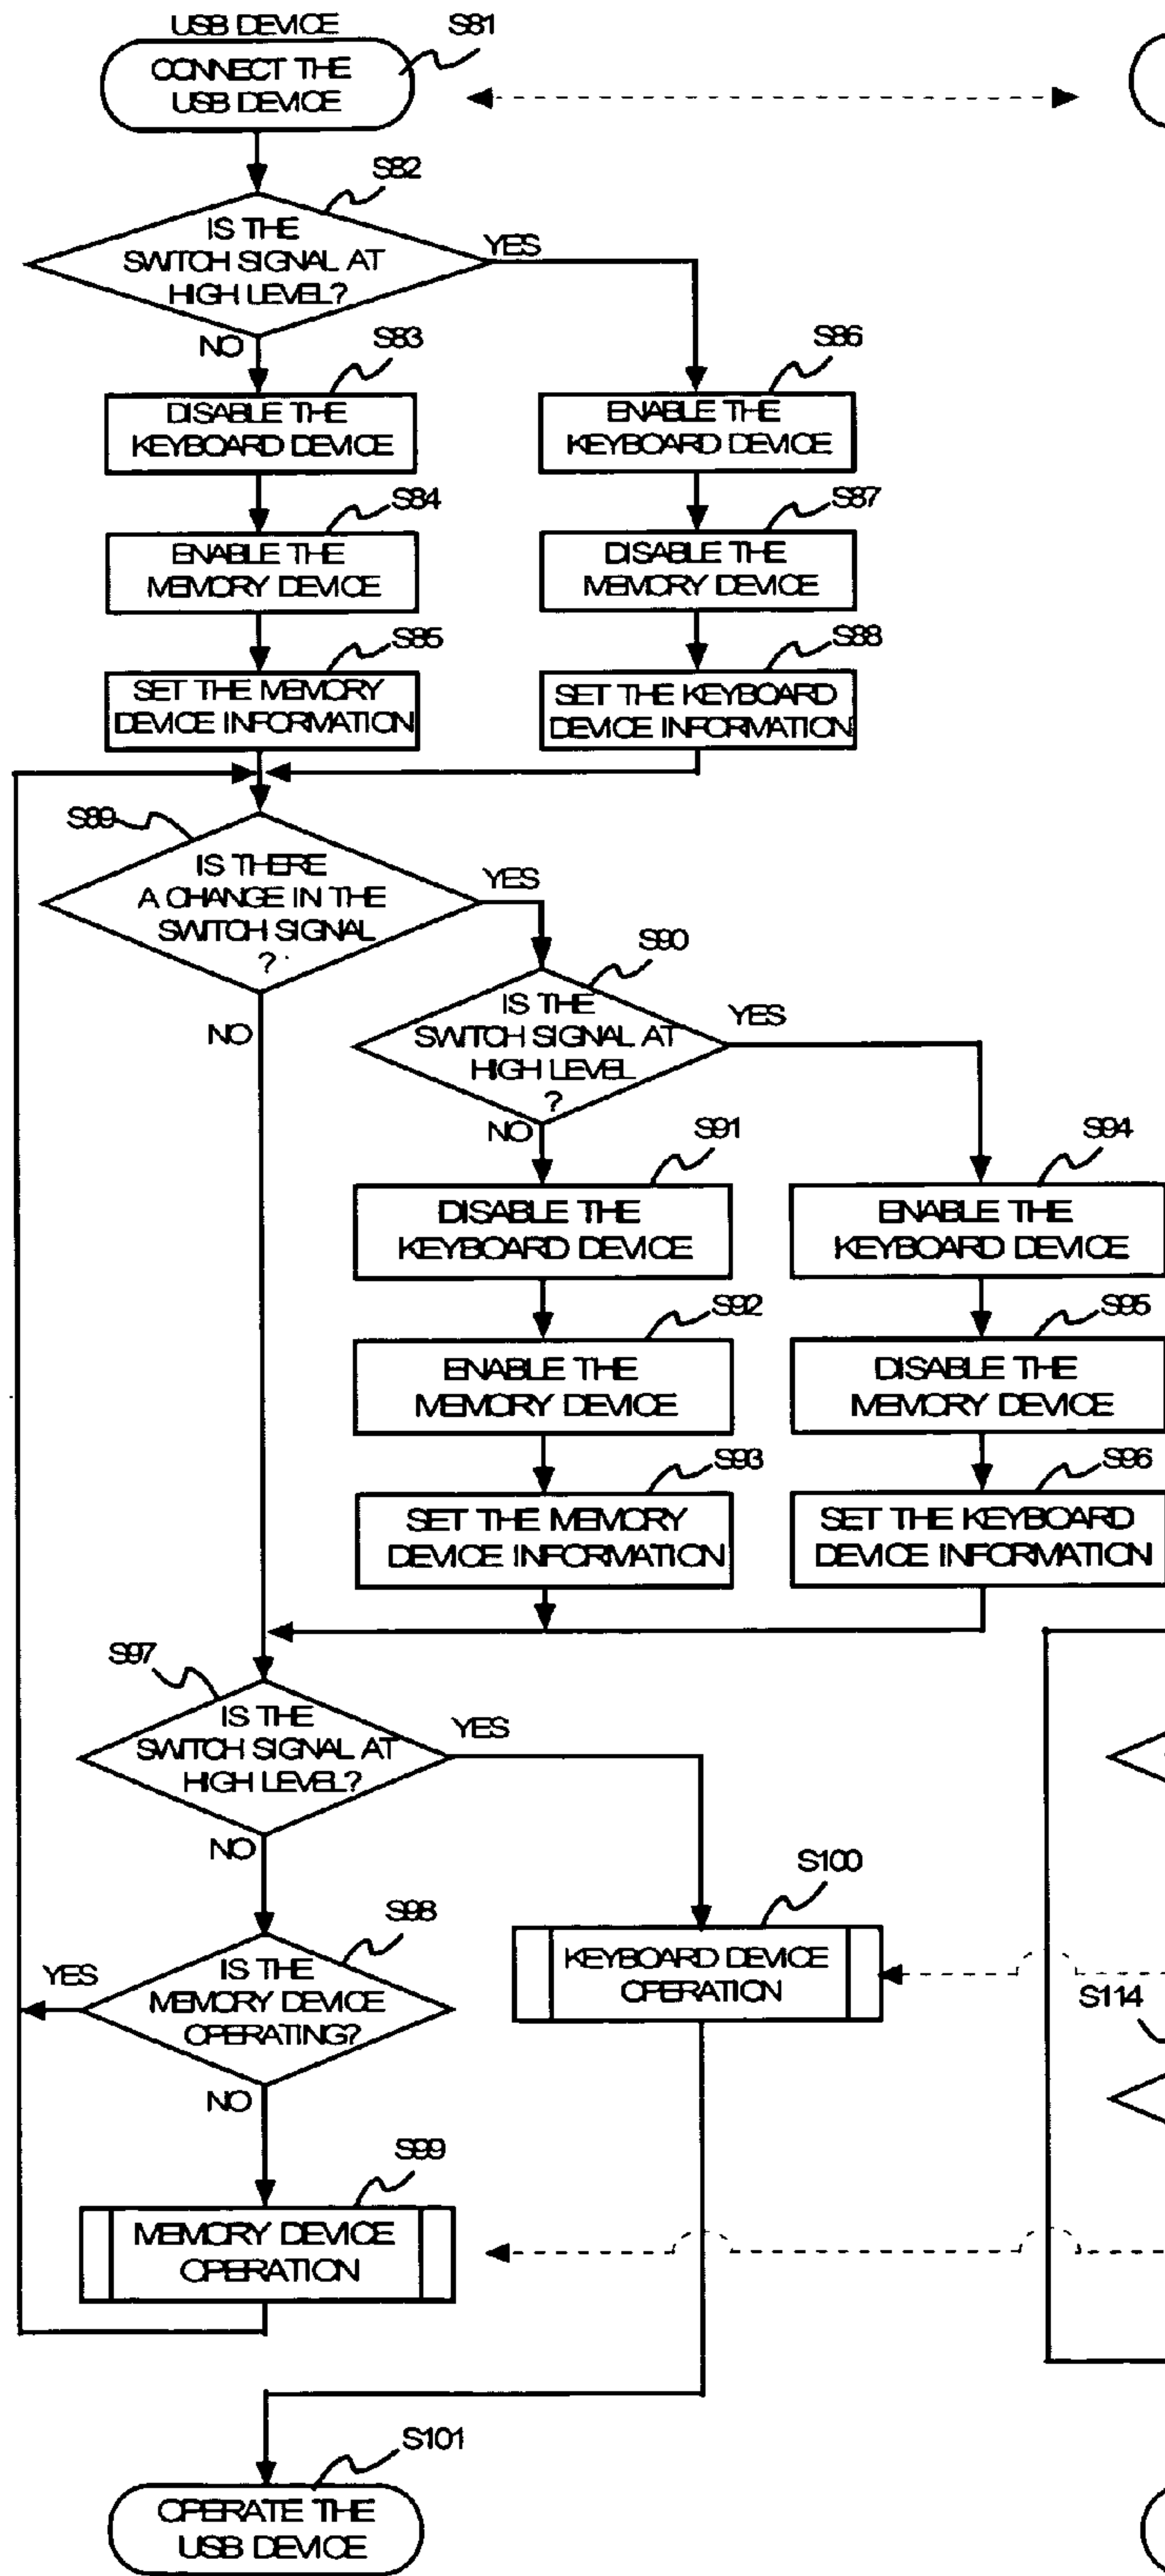 USB DEVICE
S81
CONNECT THE
USB DEVICE
S82
IS THE
SWITCH SIGNAL AT
HIGH LEVEL?
YES
NO
S83
DISABLE THE
KEYBOARD DEVICE
S86
ENABLE THE
KEYBOARD DEVICE
S84
ENABLE THE
MEMORY DEVICE
S87
DISABLE THE
MEMORY DEVICE
S85
SET THE MEMORY
DEVICE INFORMATION
S88
SET THE KEYBOARD
DEVICE INFORMATION
S89
IS THERE
A CHANGE IN THE
SWITCH SIGNAL
?
YES
NO
S90
IS THE
SWITCH SIGNAL AT
HIGH LEVEL
?
YES
NO
S91
DISABLE THE
KEYBOARD DEVICE
S94
ENABLE THE
KEYBOARD DEVICE
S92
ENABLE THE
MEMORY DEVICE
S95
DISABLE THE
MEMORY DEVICE
S93
SET THE MEMORY
DEVICE INFORMATION
S96
SET THE KEYBOARD
DEVICE INFORMATION
S97
IS THE
SWITCH SIGNAL AT
HIGH LEVEL?
YES
NO
S98
IS THE
MEMORY DEVICE
OPERATING?
YES
NO
S100
KEYBOARD DEVICE
OPERATION
S114
S99
MEMORY DEVICE
OPERATION
S101
OPERATE THE
USB DEVICE